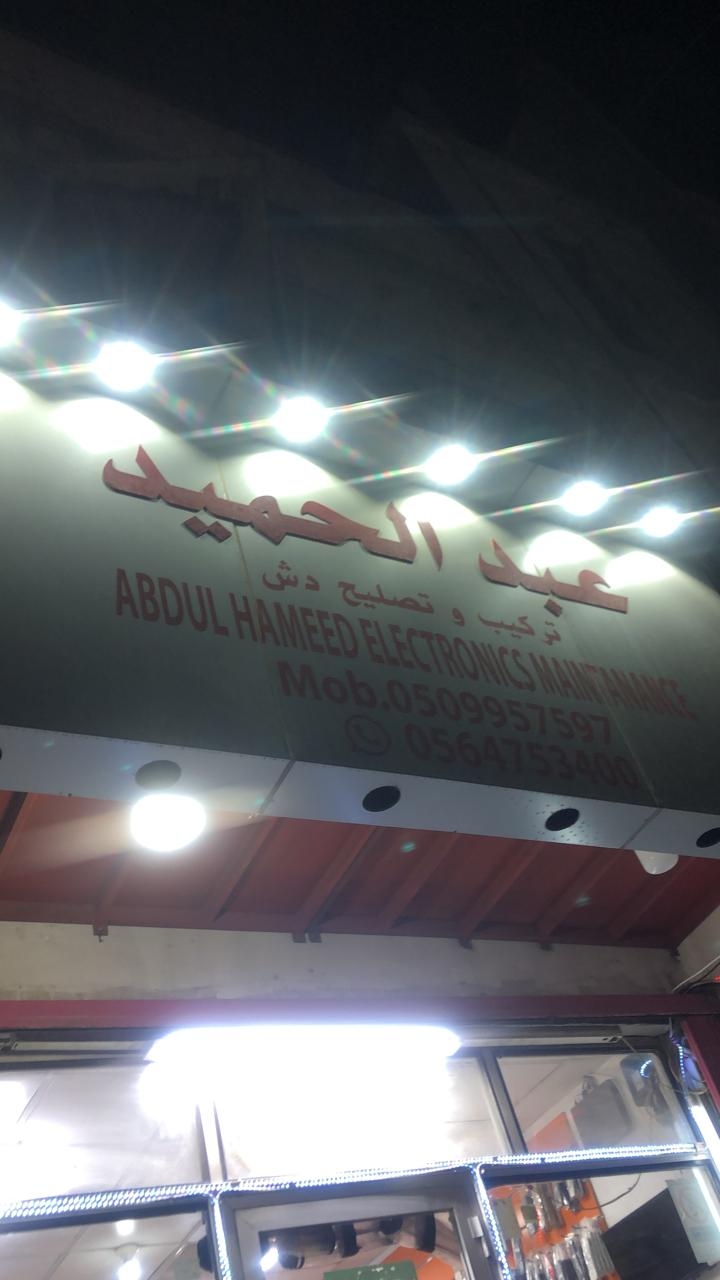 عبد الحميد
تركيب و تصليح دش
ABDUL HAMEED ELECTRONICS MAINTANANCE
Mob.0509957597
0564753400